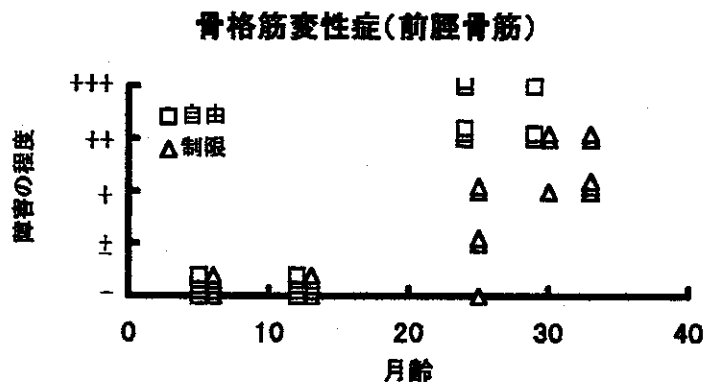 骨格筋変性症(前脛骨筋)
障害の程度
+++
++
+
±
-
□自由
△制限
0 10 20 30 40
月齢